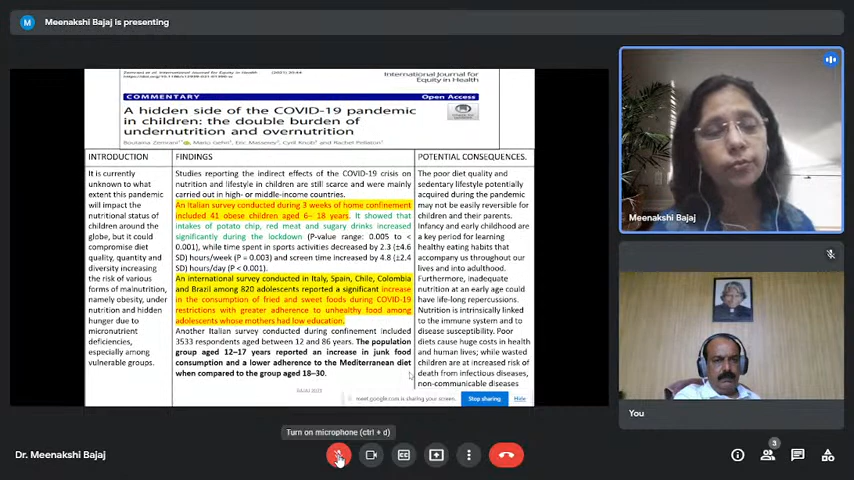 M Meenakshi Bajaj is presenting
International Journal for
Equity in Health
COMMENTARY
Open Access
A hidden side of the COVID-19 pandemic
in children: the double burden of
undernutrition and overnutrition
INTRODUCTION
It is currently
unknown to what
extent this pandemic
will impact the
nutritional status of
children around the
globe, but it could
compromise diet
quality, quantity and
diversity increasing
the risk of various
forms of malnutrition,
namely obesity, under
nutrition and hidden
hunger due to
micronutrient
deficiencies,
especially among
vulnerable groups.
FINDINGS
Studies reporting the indirect effects of the COVID-19 crisis on
nutrition and lifestyle in children are still scarce and were mainly
carried out in high- or middle-income countries.
An Italian survey conducted during 3 weeks of home confinement
included 41 obese children aged 6– 18 years. It showed that
intakes of potato chip, red meat and sugary drinks increased
significantly during the lockdown (P-value range: 0.005 to <
0.001), while time spent in sports activities decreased by 2.3 (±4.6
SD) hours/week (P = 0.003) and screen time increased by 4.8 (±2.4
SD) hours/day (P < 0.001).
An international survey conducted in Italy, Spain, Chile, Colombia
and Brazil among 820 adolescents reported a significant increase
in the consumption of fried and sweet foods during COVID-19
restrictions with greater adherence to unhealthy food among
adolescents whose mothers had low education.
Another Italian survey conducted during confinement included
3533 respondents aged between 12 and 86 years. The population
group aged 12–17 years reported an increase in junk food
consumption and a lower adherence to the Mediterranean diet
when compared to the group aged 18–30.
POTENTIAL CONSEQUENCES.
The poor diet quality and
sedentary lifestyle potentially
acquired during the pandemic
may not be easily reversible for
children and their parents.
Infancy and early childhood are
a key period for learning
healthy eating habits that
accompany us throughout our
lives and into adulthood.
Furthermore, inadequate
nutrition at an early age could
have life-long repercussions.
Nutrition is intrinsically linked
to the immune system and to
disease susceptibility. Poor
diets cause huge costs in health
and human lives; while wasted
children are at increased risk of
death from infectious diseases,
non-communicable diseases
meet.google.com is sharing your screen.
Stop sharing
Hide
Meenakshi Bajaj
You
Turn on microphone (ctrl + d)
Dr. Meenakshi Bajaj
3